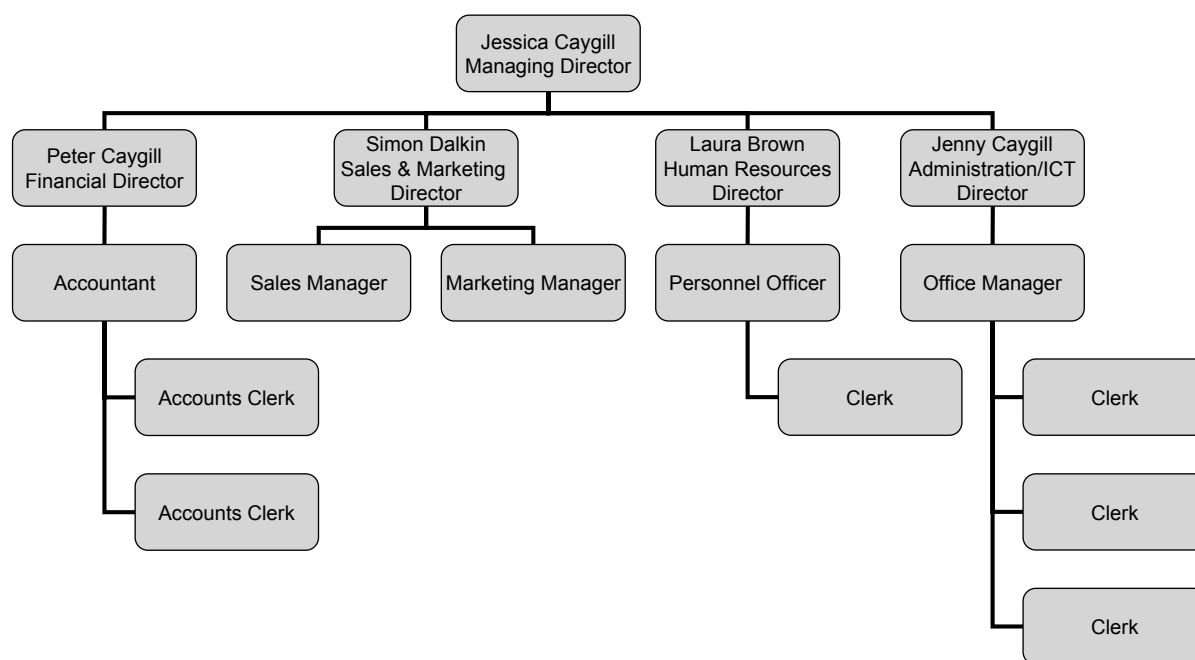 Jessica Caygill
Managing Director
Peter Caygill
Financial Director
Simon Dalkin
Sales & Marketing
Director
Laura Brown
Human Resources
Director
Jenny Caygill
Administration/ICT
Director
Accountant
Sales Manager
Marketing Manager
Personnel Officer
Office Manager
Accounts Clerk
Clerk
Clerk
Accounts Clerk
Clerk
Clerk